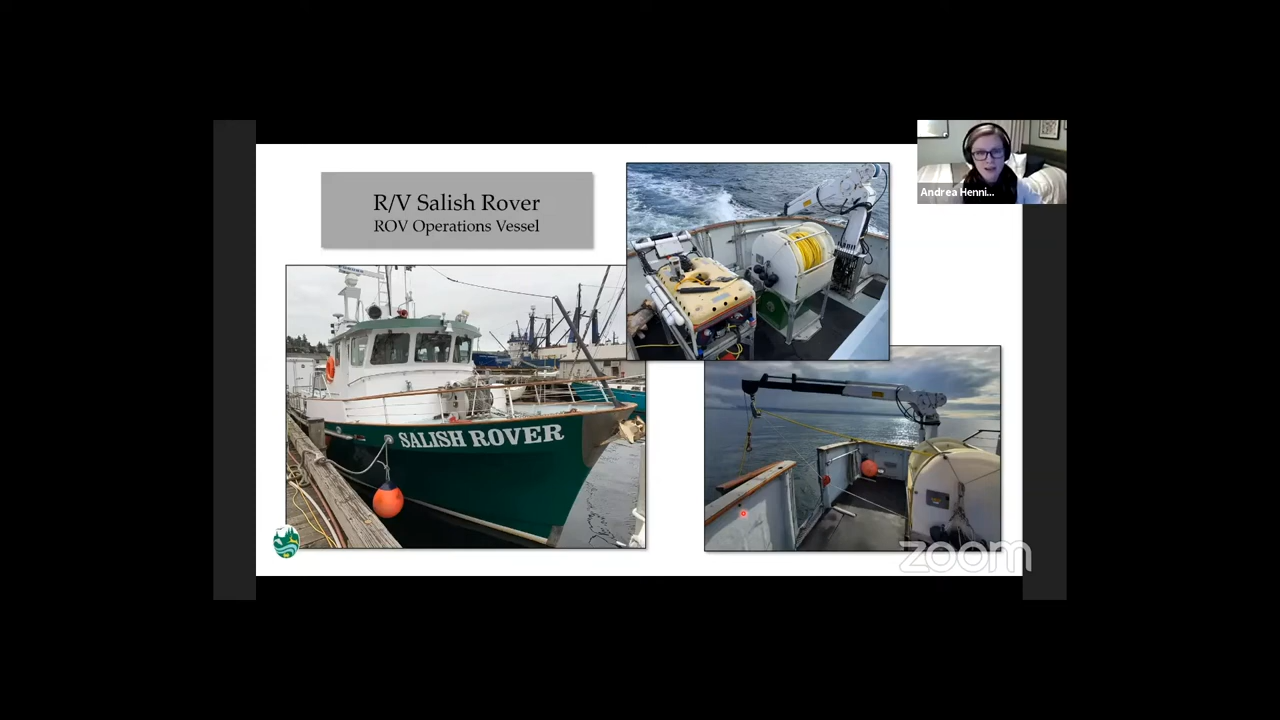 R/V Salish Rover
ROV Operations Vessel
Andrea Henni...
SALISH ROVER
zoom